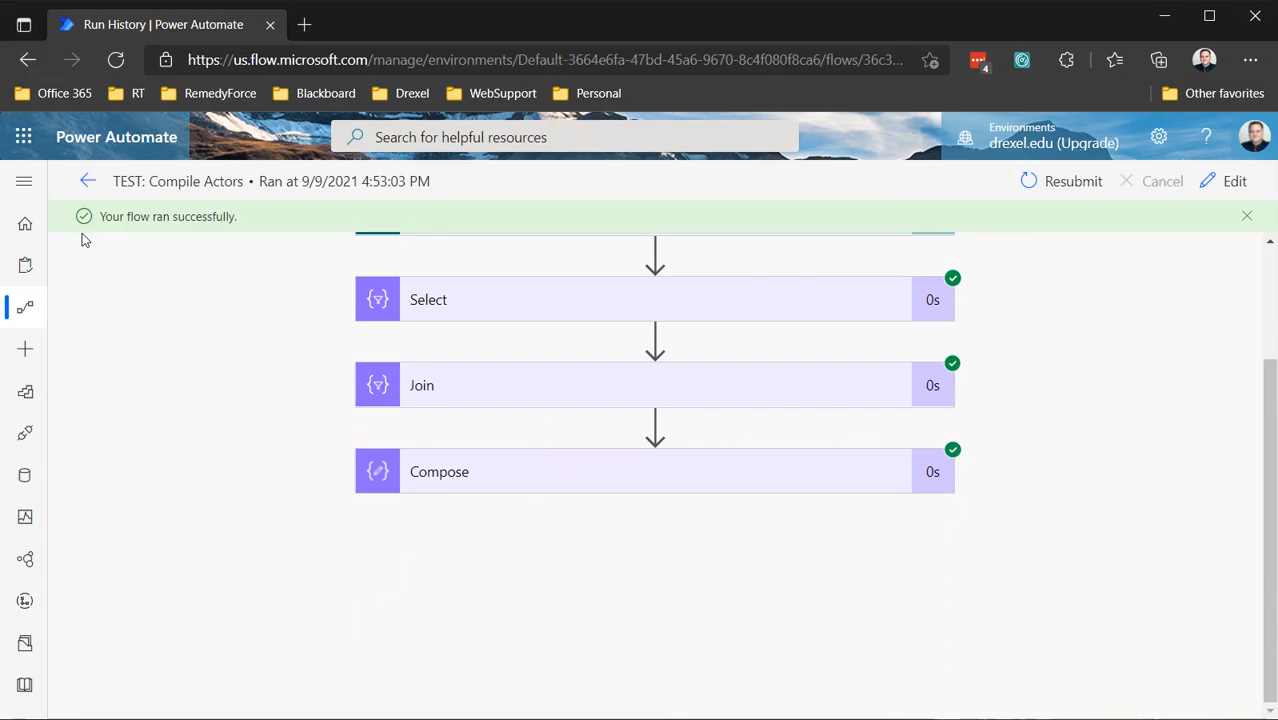 Run History | Power Automate
https://us.flow.microsoft.com/manage/environments/Default-3664e6fa-47bd-45a6-9670-8c4f080f8ca6/flows/36c3...
4
Office 365 RT RemedyForce Blackboard Drexel WebSupport Personal Other favorites
Power Automate
Search for helpful resources
Environments
drexel.edu (Upgrade)
TEST: Compile Actors • Ran at 9/9/2021 4:53:03 PM
Resubmit Cancel Edit
Your flow ran successfully.
Select 0s
Join 0s
Compose 0s